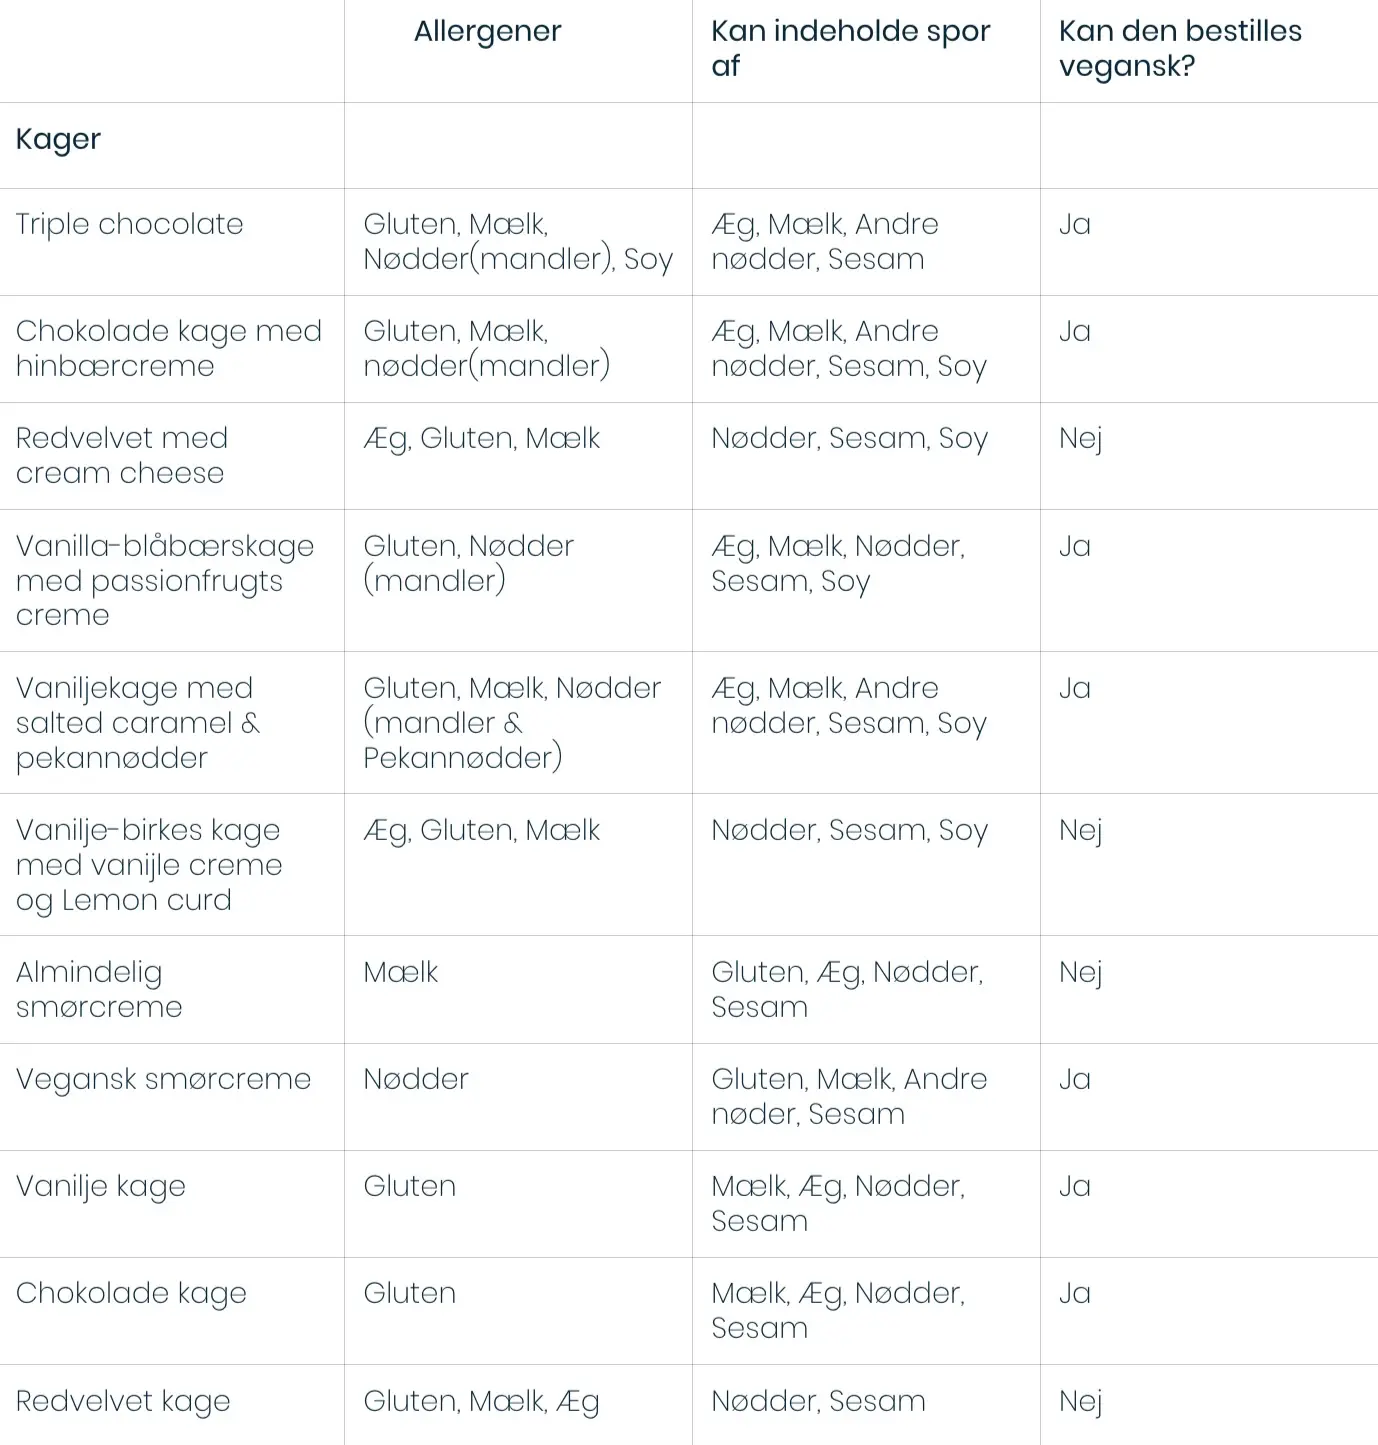 Allergener
Kan indeholde spor
af
Kan den bestilles
vegansk?
Kager
Triple chocolate
Gluten, Mælk,
Nødder(mandler), Soy
Æg, Mælk, Andre
nødder, Sesam
Ja
Chokolade kage med
hinbærcreme
Gluten, Mælk,
nødder(mandler)
Æg, Mælk, Andre
nødder, Sesam, Soy
Ja
Redvelvet med
cream cheese
Æg, Gluten, Mælk
Nødder, Sesam, Soy
Nej
Vanilla-blåbærskage
med passionfrugts
creme
Gluten, Nødder
(mandler)
Æg, Mælk, Nødder,
Sesam, Soy
Ja
Vaniljekage med
salted caramel &
pekannødder
Gluten, Mælk, Nødder
(mandler &
Pekannødder)
Æg, Mælk, Andre
nødder, Sesam, Soy
Ja
Vanilje-birkes kage
med vanijle creme
og Lemon curd
Æg, Gluten, Mælk
Nødder, Sesam, Soy
Nej
Almindelig
smørcreme
Mælk
Gluten, Æg, Nødder,
Sesam
Nej
Vegansk smørcreme
Nødder
Gluten, Mælk, Andre
nøder, Sesam
Ja
Vanilje kage
Gluten
Mælk, Æg, Nødder,
Sesam
Ja
Chokolade kage
Gluten
Mælk, Æg, Nødder,
Sesam
Ja
Redvelvet kage
Gluten, Mælk, Æg
Nødder, Sesam
Nej